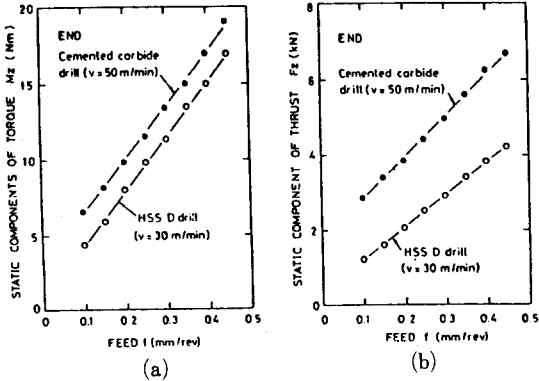 STATIC COMPONENTS OF TORQUE Mz (Nm)
20
15
10
5
0
END
Cemented carbide
drill (v = 50 m/min)
HSS D drill
(v = 30 m/min)
0.1 0.2 0.3 0.4 0.5
FEED f (mm/rev)
(a)
STATIC COMPONENT OF THRUST Fz (kN)
8
6
4
2
0
END
Cemented carbide
drill (v = 50 m/min)
HSS D drill
(v = 30 m/min)
0.1 0.2 0.3 0.4 0.5
FEED f (mm/rev)
(b)